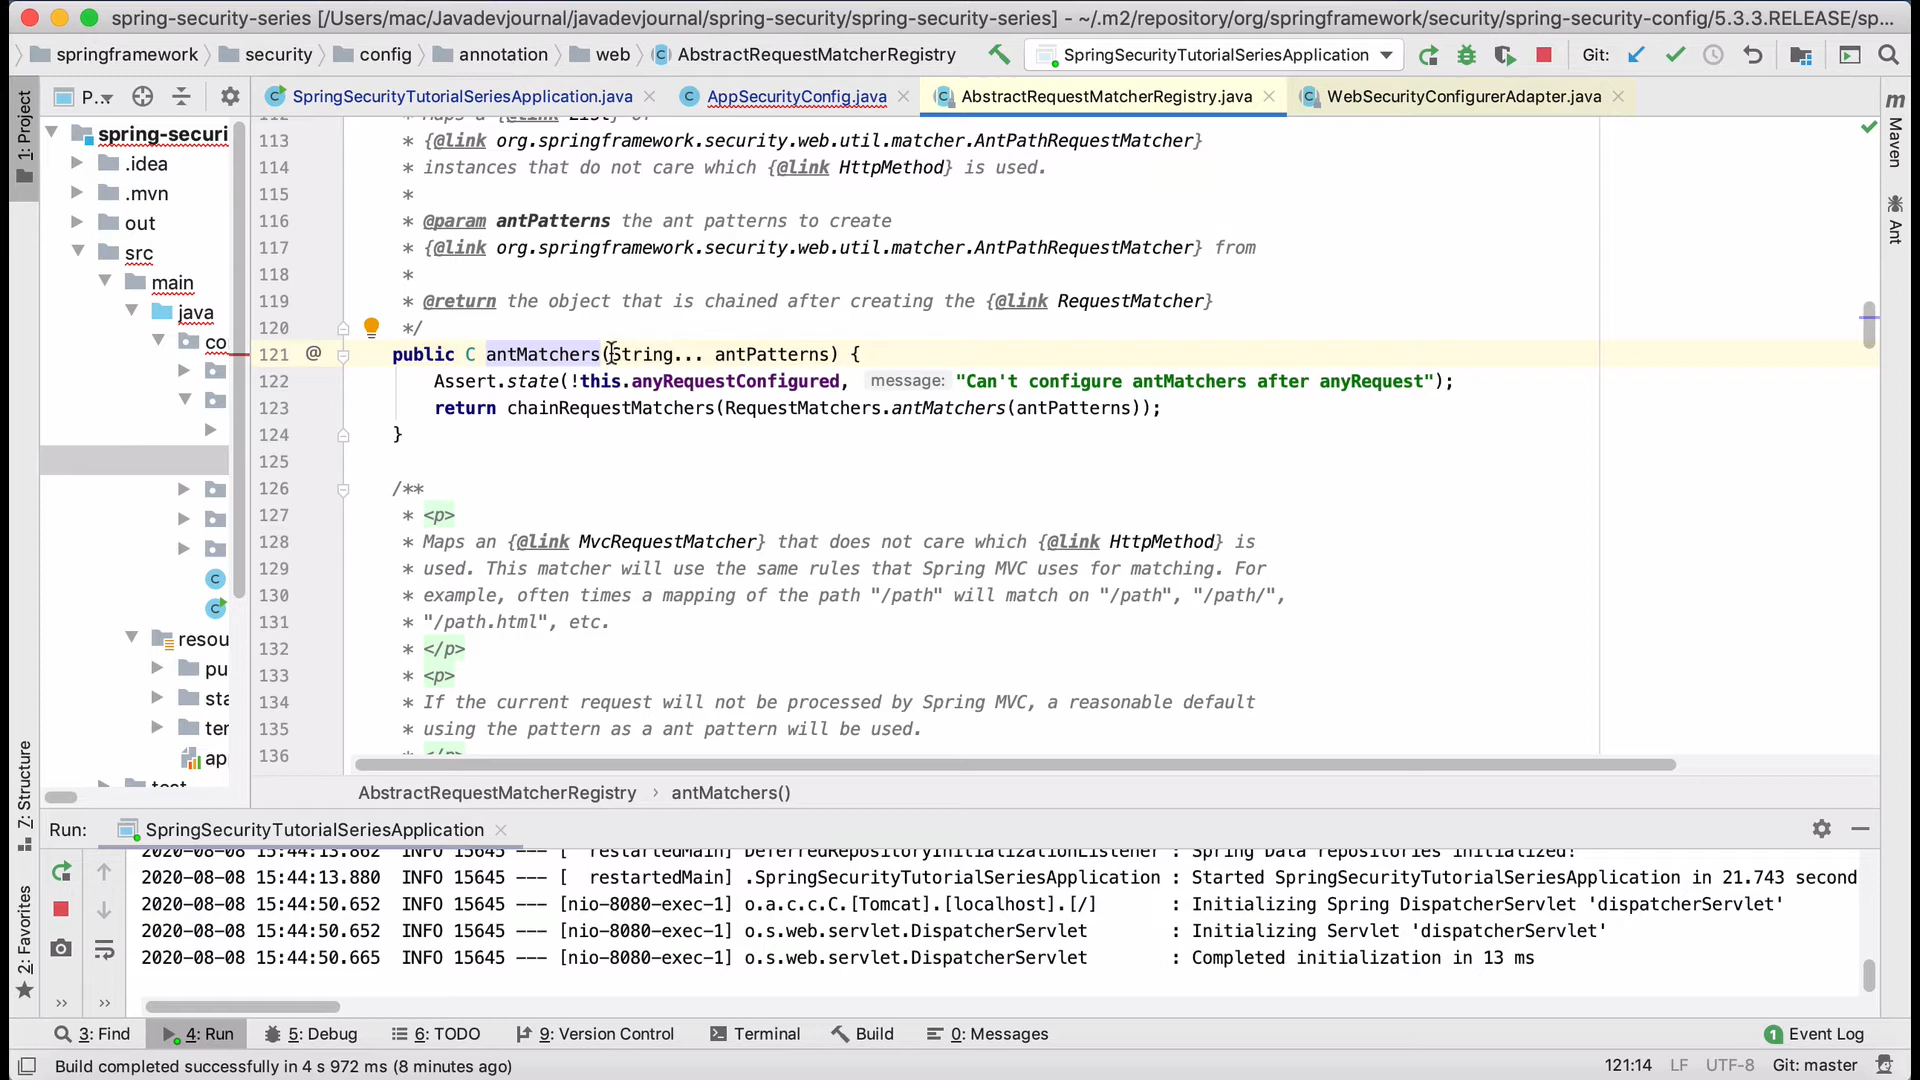 spring-security-series [/Users/mac/Javadevjournal/javadevjournal/spring-security/spring-security-series] - ~/.m2/repository/org/springframework/security/spring-security-config/5.3.3.RELEASE/sp...
springframework security config annotation web AbstractRequestMatcherRegistry SpringSecurityTutorialSeriesApplication Git:
P... SpringSecurityTutorialSeriesApplication.java AppSecurityConfig.java AbstractRequestMatcherRegistry.java WebSecurityConfigurerAdapter.java
1: Project
Z: Structure
2: Favorites
m
Maven
Ant
spring-securi
.idea
.mvn
out
src
main
java
co
resou
pu
sta
ter
ap
113 * {@link org.springframework.security.web.util.matcher.AntPathRequestMatcher}
114 * instances that do not care which {@link HttpMethod} is used.
115 *
116 * @param antPatterns the ant patterns to create
117 * {@link org.springframework.security.web.util.matcher.AntPathRequestMatcher} from
118 *
119 * @return the object that is chained after creating the {@link RequestMatcher}
120 */
121 @ public C antMatchers(String... antPatterns) {
122 Assert.state(!this.anyRequestConfigured, message: "Can't configure antMatchers after anyRequest");
123 return chainRequestMatchers(RequestMatchers.antMatchers(antPatterns));
124 }
125
126 /**
127 * <p>
128 * Maps an {@link MvcRequestMatcher} that does not care which {@link HttpMethod} is
129 * used. This matcher will use the same rules that Spring MVC uses for matching. For
130 * example, often times a mapping of the path "/path" will match on "/path", "/path/",
131 * "/path.html", etc.
132 * </p>
133 * <p>
134 * If the current request will not be processed by Spring MVC, a reasonable default
135 * using the pattern as a ant pattern will be used.
136 * </p>
AbstractRequestMatcherRegistry › antMatchers()
Run: SpringSecurityTutorialSeriesApplication
2020-08-08 15:44:13.862 INFO 15645 --- [ restartedMain] DeferredRepositoryInitializationListener : Spring Data repositories initialized!
2020-08-08 15:44:13.880 INFO 15645 --- [ restartedMain] .SpringSecurityTutorialSeriesApplication : Started SpringSecurityTutorialSeriesApplication in 21.743 second
2020-08-08 15:44:50.652 INFO 15645 --- [nio-8080-exec-1] o.a.c.c.C.[Tomcat].[localhost].[/] : Initializing Spring DispatcherServlet 'dispatcherServlet'
2020-08-08 15:44:50.652 INFO 15645 --- [nio-8080-exec-1] o.s.web.servlet.DispatcherServlet : Initializing Servlet 'dispatcherServlet'
2020-08-08 15:44:50.665 INFO 15645 --- [nio-8080-exec-1] o.s.web.servlet.DispatcherServlet : Completed initialization in 13 ms
3: Find 4: Run 5: Debug 6: TODO 9: Version Control Terminal Build 0: Messages 1 Event Log
Build completed successfully in 4 s 972 ms (8 minutes ago) 121:14 LF UTF-8 Git: master